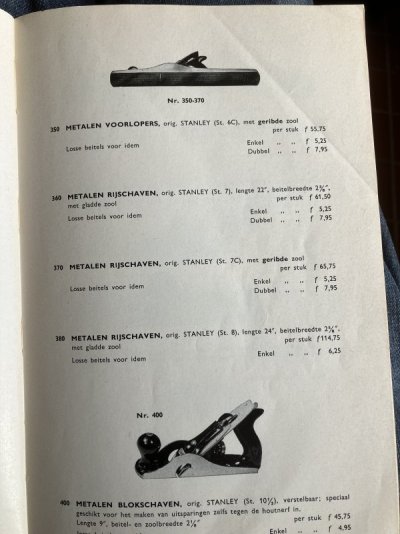 Nr. 350-370
350 METALEN VOORLOPERS, orig. STANLEY (St. 6C), met geribde zool
per stuk f 55,75
Losse beitels voor idem Enkel „ „ f 5,25
Dubbel „ „ f 7,95
360 METALEN RIJSCHAVEN, orig. STANLEY (St. 7), lengte 22", beitelbreedte 2⅜",
met gladde zool per stuk f 61,50
Losse beitels voor idem Enkel „ „ f 5,25
Dubbel „ „ f 7,95
370 METALEN RIJSCHAVEN, orig. STANLEY (St. 7C), met geribde zool
per stuk f 65,75
Losse beitels voor idem Enkel „ „ f 5,25
Dubbel „ „ f 7,95
380 METALEN RIJSCHAVEN, orig. STANLEY (St. 8), lengte 24", beitelbreedte
met gladde zool per stuk f 114,75
Losse beitels voor idem Enkel „ „ f 6,25
Nr. 400
400 METALEN BLOKSCHAVEN, orig. STANLEY (St. 10½), verstelbaar; speciaal
geschikt voor het maken van uitsparingen zelfs tegen de houtnerf in.
Lengte 9", beitel- en zoolbreedte 2⅛"
per stuk f 45,75
„ „ f 4,95